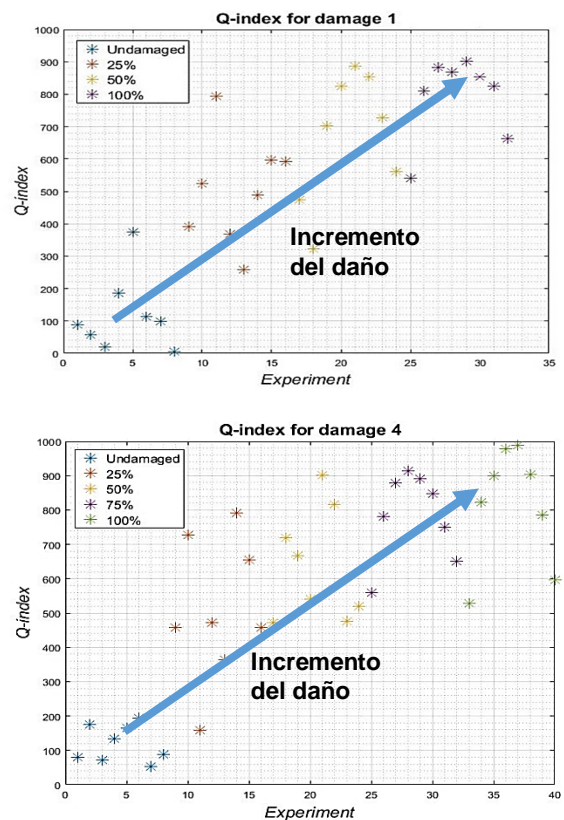 Q-index for damage 1
1000
900
800
700
600
500
400
300
200
100
0
Q-index
Undamaged
25%
50%
100%
Incremento
del daño
0 5 10 15 20 25 30 35
Experiment
Q-index for damage 4
1000
900
800
700
600
500
400
300
200
100
0
Q-index
Undamaged
25%
50%
75%
100%
Incremento
del daño
0 5 10 15 20 25 30 35 40
Experiment